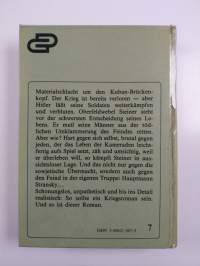 Materialschlacht um den Kuban-Brücken-
kopf. Der Krieg ist bereits verloren — aber
Hitler läßt seine Soldaten weiterkämpfen
und verbluten. Oberfeldwebel Steiner steht
vor der schwersten Entscheidung seines Le-
bens. Er muß seine Männer aus der töd-
lichen Umklammerung des Feindes retten.
Aber wie? Hart gegen sich selbst, brutal gegen
jeden, der das Leben der Kameraden leicht-
fertig aufs Spiel setzt, zäh und umsichtig, weil
er überleben will, so kämpft Steiner in aus-
sichtsloser Lage. Und das nicht nur gegen die
sowjetische Übermacht, sondern auch gegen
den Feind in der eigenen Truppe: Hauptmann
Stransky...
Schonungslos, unpathetisch und bis ins Detail
realistisch: So sollte ein Kriegsroman sein.
Und so ist dieser Roman.
ISBN
7